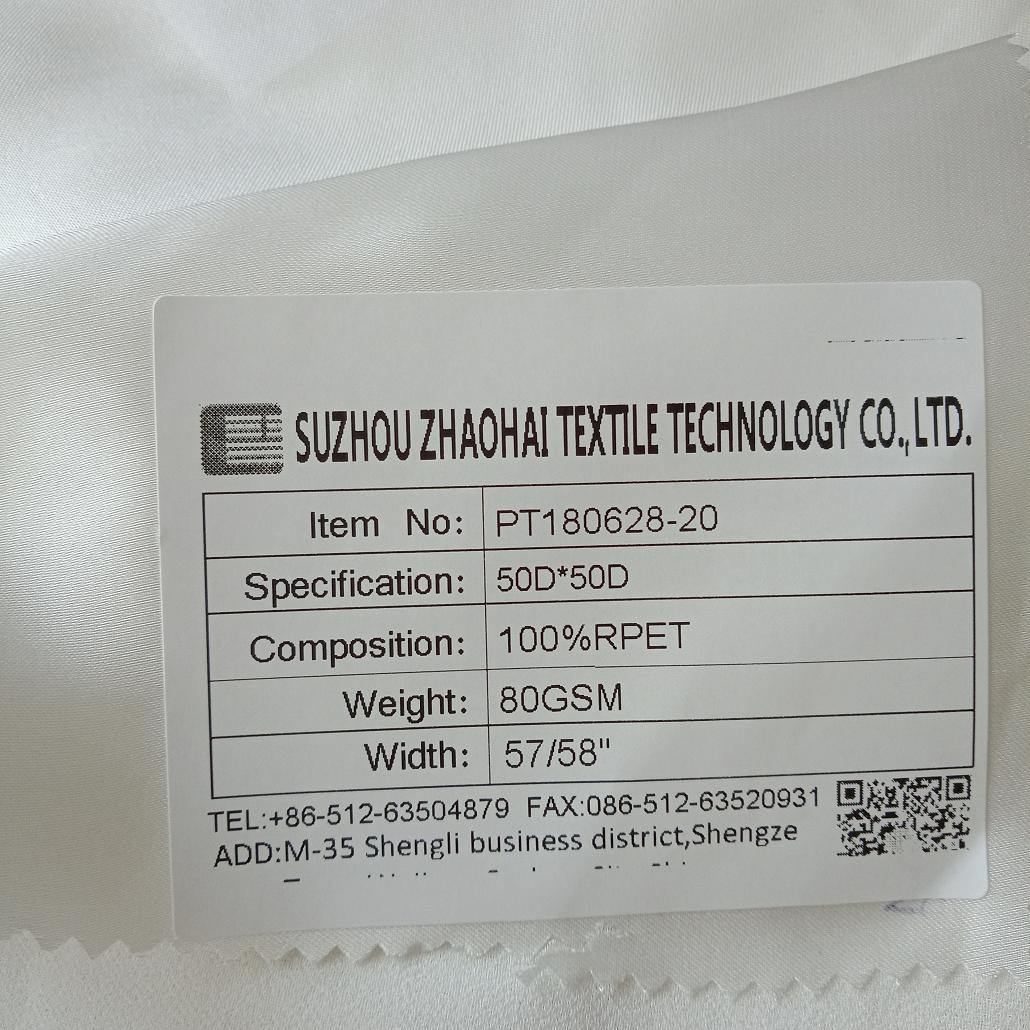 SUZHOU ZHAOHAI TEXTILE TECHNOLOGY CO.,LTD.
Item No: PT180628-20
Specification: 50D*50D
Composition: 100%RPET
Weight: 80GSM
Width: 57/58"
TEL:+86-512-63504879 FAX:086-512-63520931
ADD:M-35 Shengli business district,Shengze